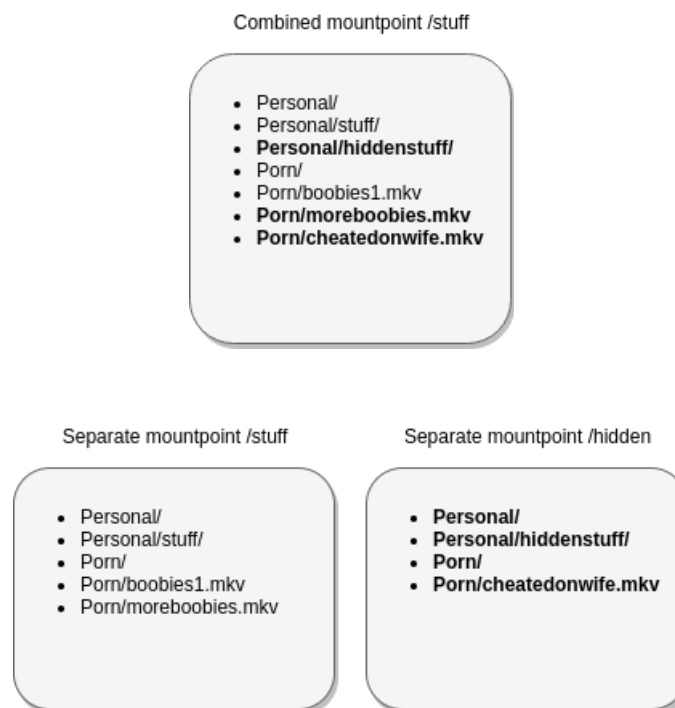 Combined mountpoint /stuff
Personal/
Personal/stuff/
Personal/hiddenstuff/
Porn/
Porn/boobies1.mkv
Porn/moreboobies.mkv
Porn/cheatedonwife.mkv
Separate mountpoint /stuff
Personal/
Personal/stuff/
Porn/
Porn/boobies1.mkv
Porn/moreboobies.mkv
Separate mountpoint /hidden
Personal/
Personal/hiddenstuff/
Porn/
Porn/cheatedonwife.mkv